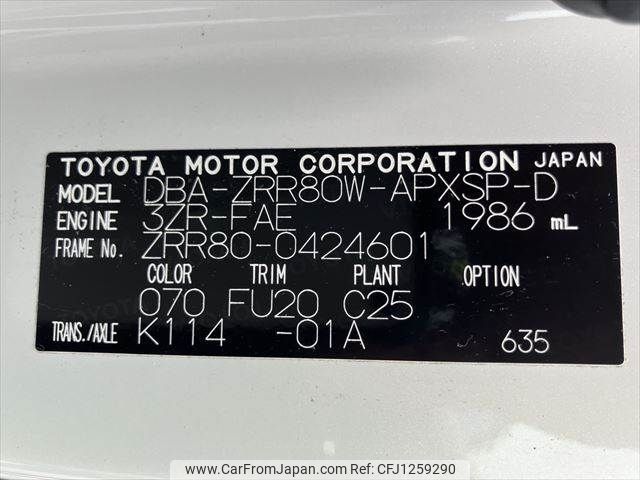 TOYOTA MOTOR CORPORATION JAPAN
MODEL DBA-ZRR80W-APXSP-D
ENGINE 3ZR-FAE 1986 mL
FRAME No. ZRR80-0424601
COLOR TRIM PLANT OPTION
070 FU20 C25
TRANS./AXLE K114 -01A 635
www.CarFromJapan.com - CFJ1259290